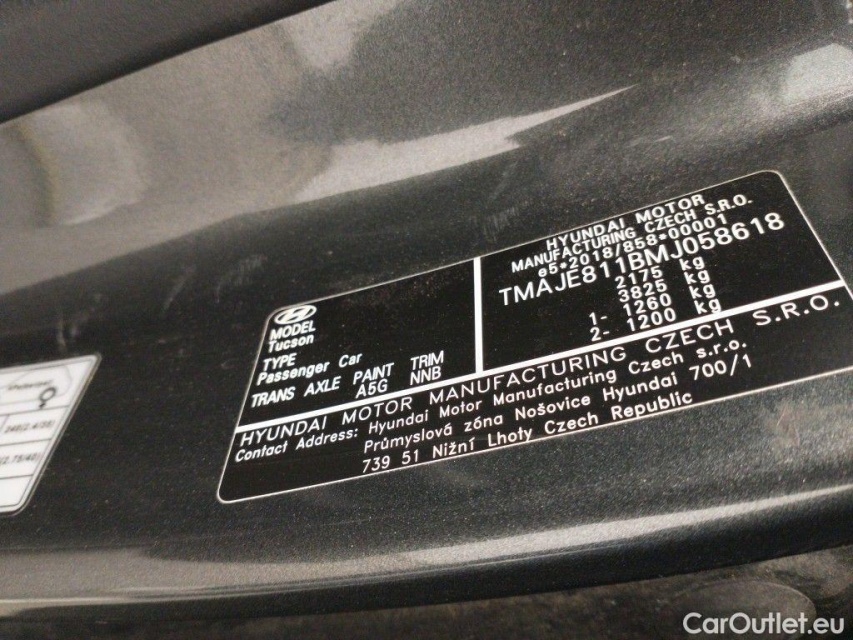 HYUNDAI MOTOR
MANUFACTURING CZECH S.R.O.
e5*2018/858*00001
TMAJE811BMJ058618
2175 kg
3825 kg
1- 1260 kg
2- 1200 kg
MODEL
Tucson
TYPE
Passenger Car
TRANS AXLE PAINT TRIM
A5G NNB
HYUNDAI MOTOR MANUFACTURING CZECH S.R.O.
Contact Address: Hyundai Motor Manufacturing Czech s.r.o.
Průmyslová zóna Nošovice Hyundai 700/1
739 51 Nižní Lhoty Czech Republic
CarOutlet.eu